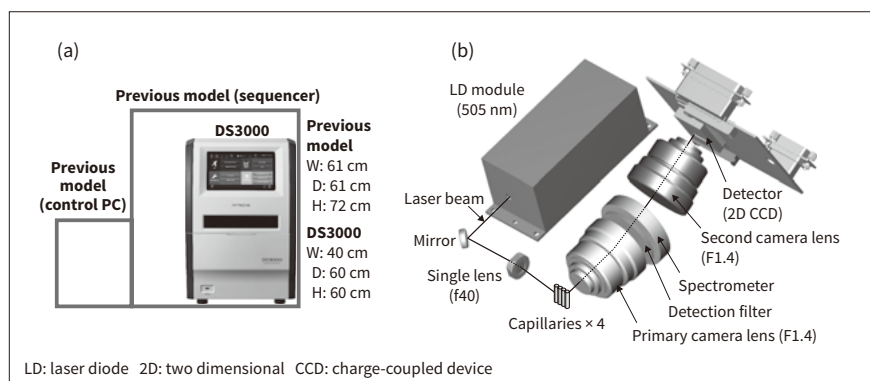 (a)
Previous model (sequencer)
DS3000
Previous
model
(control PC)
Previous
model
W: 61 cm
D: 61 cm
H: 72 cm
DS3000
W: 40 cm
D: 60 cm
H: 60 cm
(b)
LD module
(505 nm)
Laser beam
Mirror
Single lens
(f40)
Capillaries × 4
Detector
(2D CCD)
Second camera lens
(F1.4)
Spectrometer
Detection filter
Primary camera lens (F1.4)
LD: laser diode 2D: two dimensional CCD: charge-coupled device